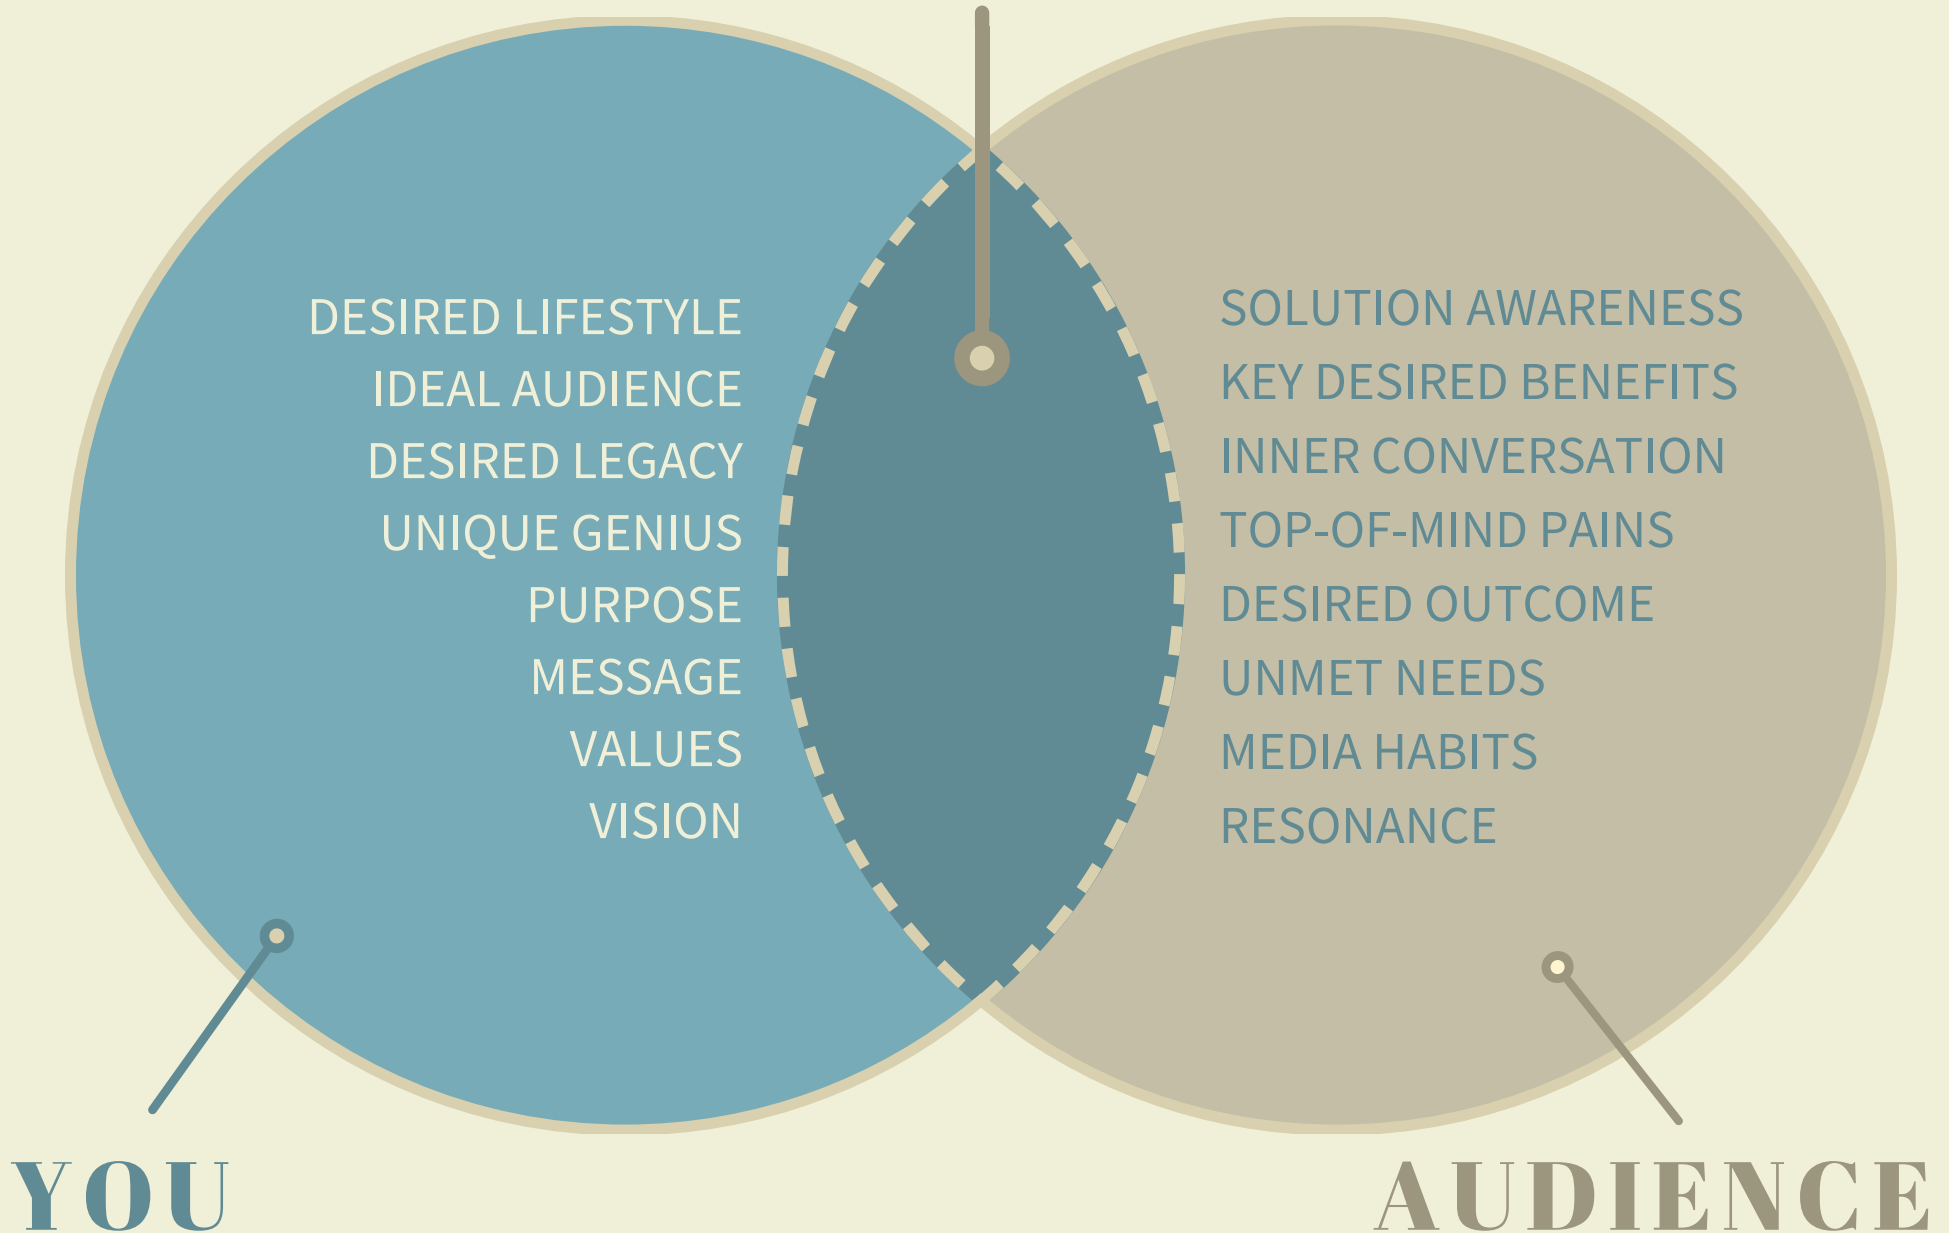 DESIRED LIFESTYLE
IDEAL AUDIENCE
DESIRED LEGACY
UNIQUE GENIUS
PURPOSE
MESSAGE
VALUES
VISION
SOLUTION AWARENESS
KEY DESIRED BENEFITS
INNER CONVERSATION
TOP-OF-MIND PAINS
DESIRED OUTCOME
UNMET NEEDS
MEDIA HABITS
RESONANCE
YOU
AUDIENCE